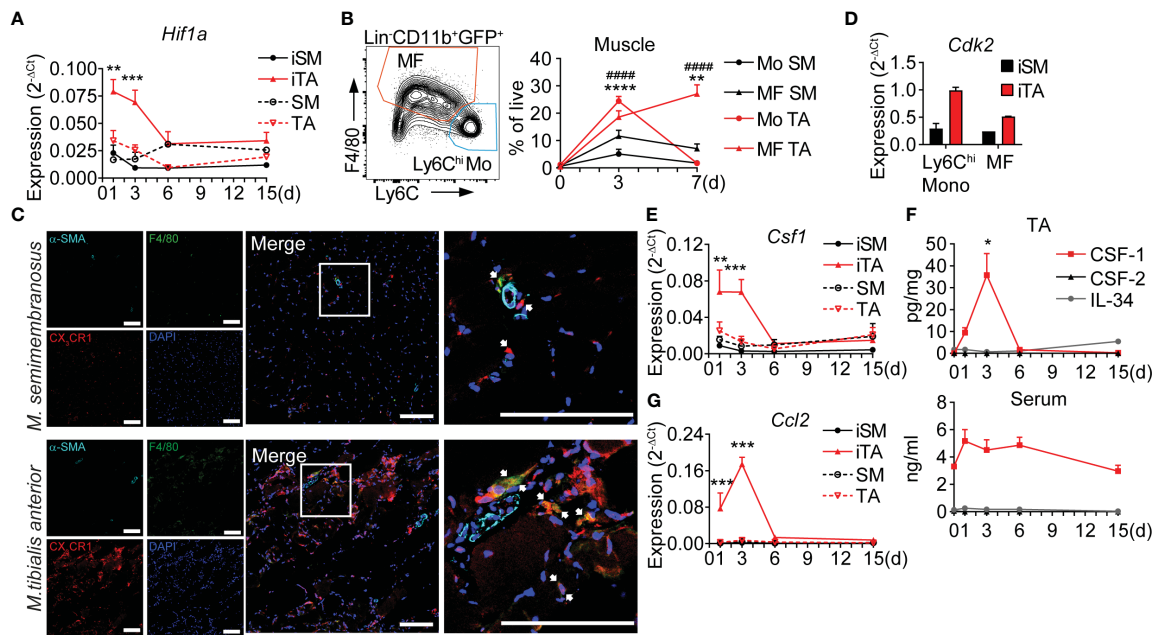 A
Hif1a
Expression (2-ΔCt)
0.100
0.075
0.050
0.025
0.000
** ***
iSM
iTA
SM
TA
01 3 6 9 12 15(d)
B
Lin-CD11b+GFP+
MF
Ly6Chi Mo
F4/80
Ly6C
Muscle
% of live
40
30
20
10
0
####
****
####
**
Mo SM
MF SM
Mo TA
MF TA
0 3 7(d)
D
Cdk2
Expression (2-ΔCt)
1.5
1.0
0.5
0.0
iSM
iTA
Ly6Chi
Mono
MF
C
M. semimembranosus
α-SMA
F4/80
CX3CR1
DAPI
Merge
M.tibialis anterior
α-SMA
F4/80
CX3CR1
DAPI
Merge
E
Csf1
Expression (2-ΔCt)
0.12
0.08
0.04
0.00
** ***
iSM
iTA
SM
TA
01 3 6 9 12 15(d)
F
TA
pg/mg
50
40
30
20
10
0
*
CSF-1
CSF-2
IL-34
01 3 6 9 12 15(d)
Serum
ng/ml
8
6
4
2
0
01 3 6 9 12 15(d)
G
Ccl2
Expression (2-ΔCt)
0.24
0.16
0.08
0.00
***
***
iSM
iTA
SM
TA
01 3 6 9 12 15(d)